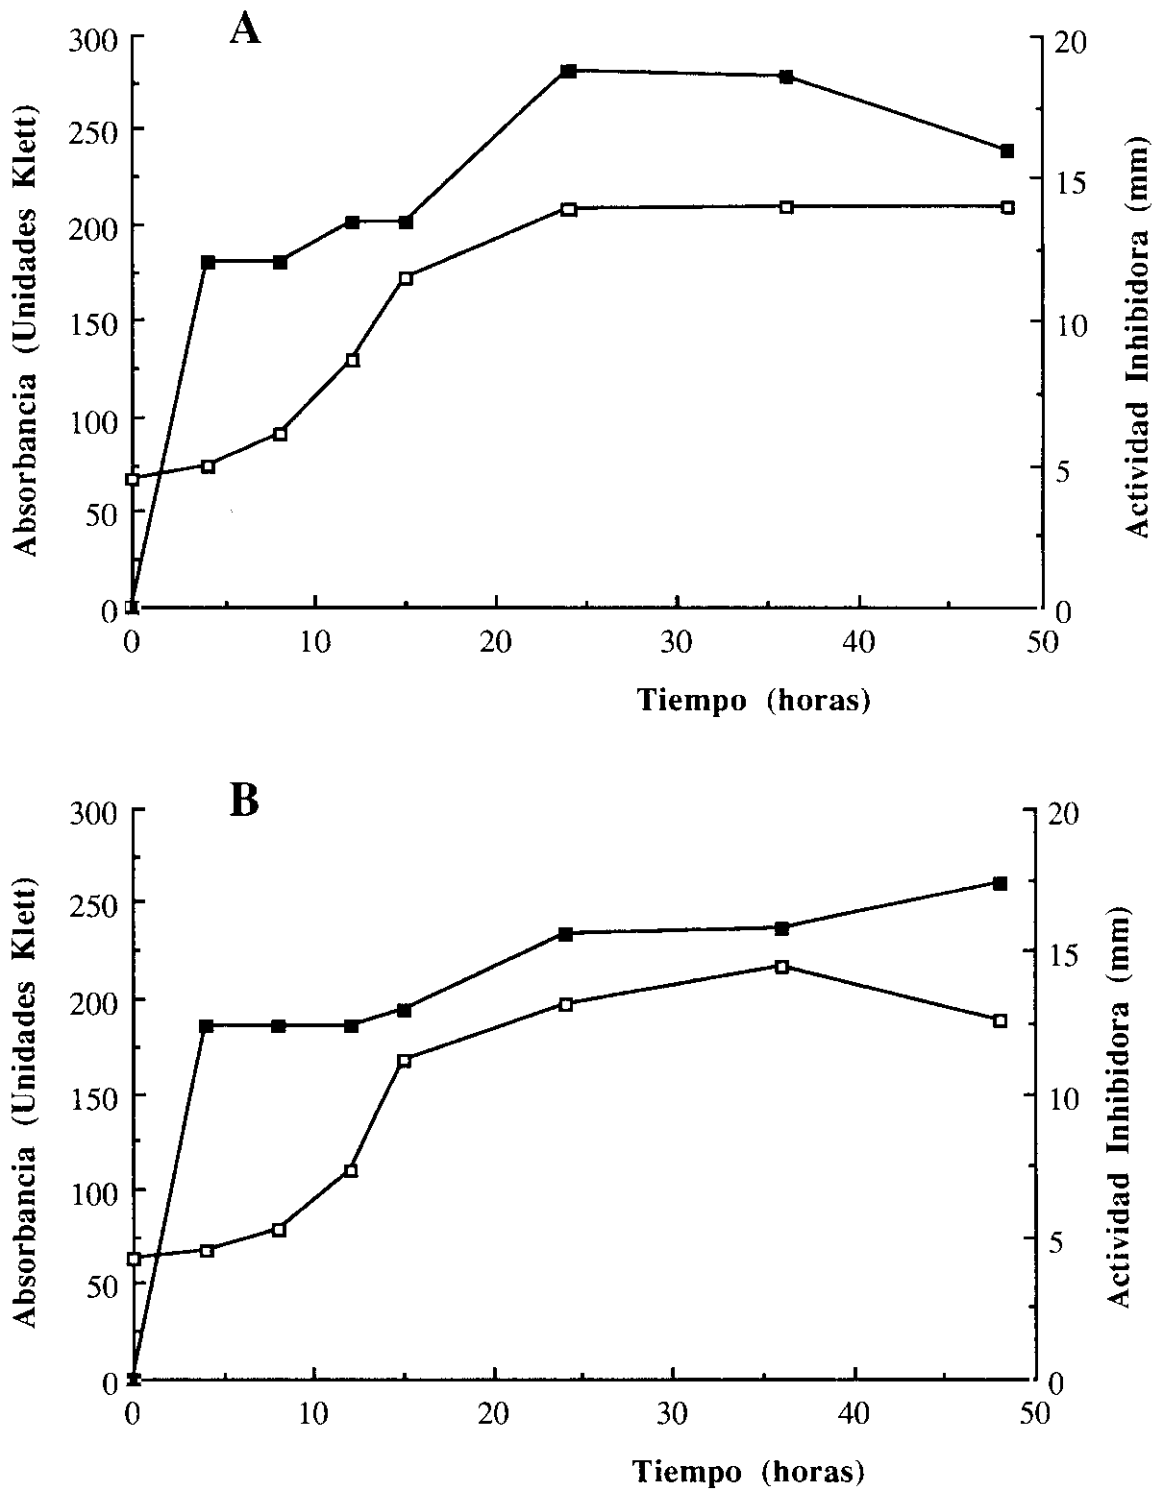 A
300
250
200
150
100
50
0
Absorbancia (Unidades Klett)
20
15
10
5
0
Actividad Inhibidora (mm)
0 10 20 30 40 50
Tiempo (horas)
B
300
250
200
150
100
50
0
Absorbancia (Unidades Klett)
20
15
10
5
0
Actividad Inhibidora (mm)
0 10 20 30 40 50
Tiempo (horas)